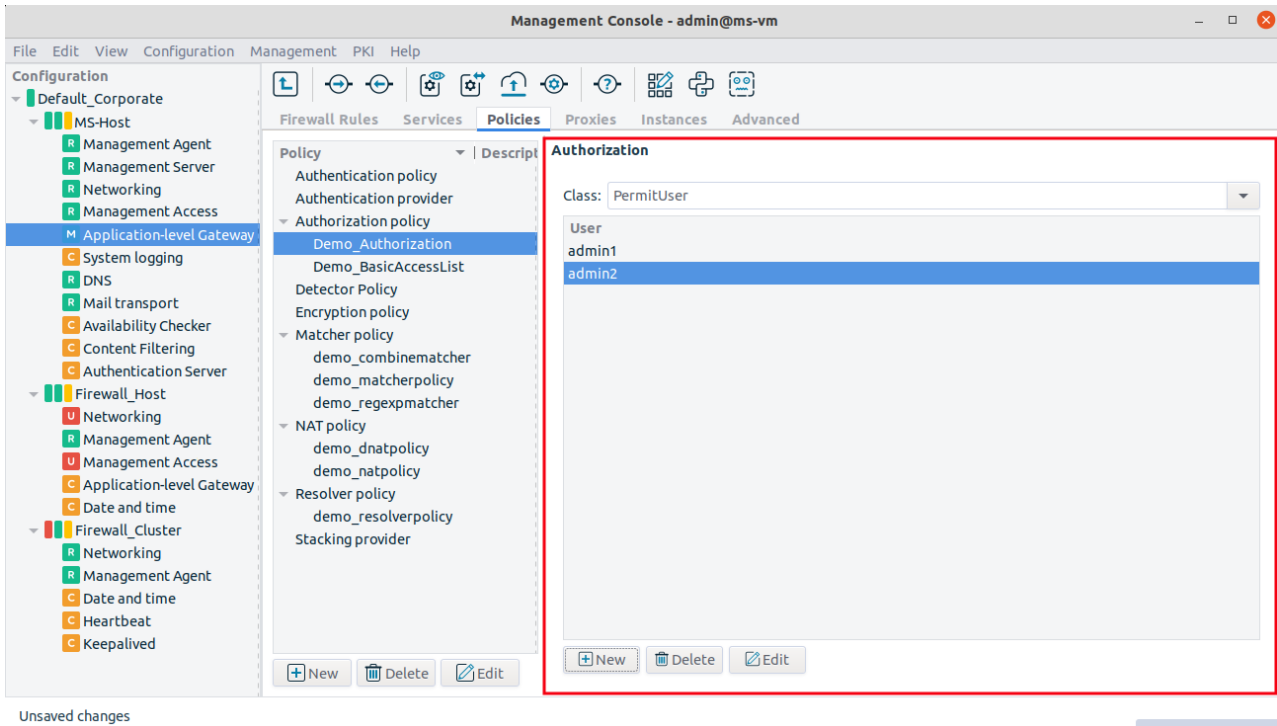 Management Console - admin@ms-vm
File Edit View Configuration Management PKI Help
Configuration
Default_Corporate
MS-Host
R Management Agent
R Management Server
R Networking
R Management Access
M Application-level Gateway
C System logging
R DNS
R Mail transport
C Availability Checker
C Content Filtering
C Authentication Server
Firewall_Host
U Networking
R Management Agent
U Management Access
C Application-level Gateway
C Date and time
Firewall_Cluster
R Networking
R Management Agent
C Date and time
C Heartbeat
C Keepalived
Firewall Rules Services Policies Proxies Instances Advanced
Policy Descript
Authentication policy
Authentication provider
Authorization policy
Demo_Authorization
Demo_BasicAccessList
Detector Policy
Encryption policy
Matcher policy
demo_combinematcher
demo_matcherpolicy
demo_regexpmatcher
NAT policy
demo_dnatpolicy
demo_natpolicy
Resolver policy
demo_resolverpolicy
Stacking provider
New Delete Edit
Authorization
Class: PermitUser
User
admin1
admin2
New Delete Edit
Unsaved changes